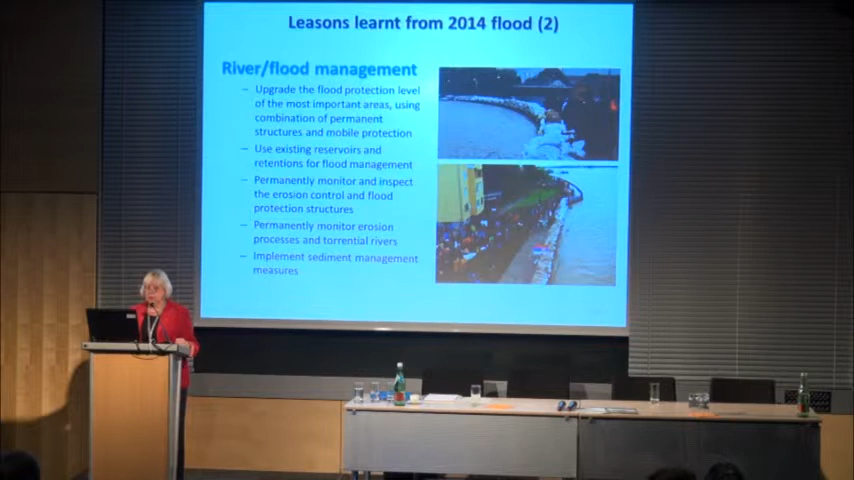 Leasons learnt from 2014 flood (2)
River/flood management
– Upgrade the flood protection level
of the most important areas, using
combination of permanent
structures and mobile protection
– Use existing reservoirs and
retentions for flood management
– Permanently monitor and inspect
the erosion control and flood
protection structures
– Permanently monitor erosion
processes and torrential rivers
– Implement sediment management
measures